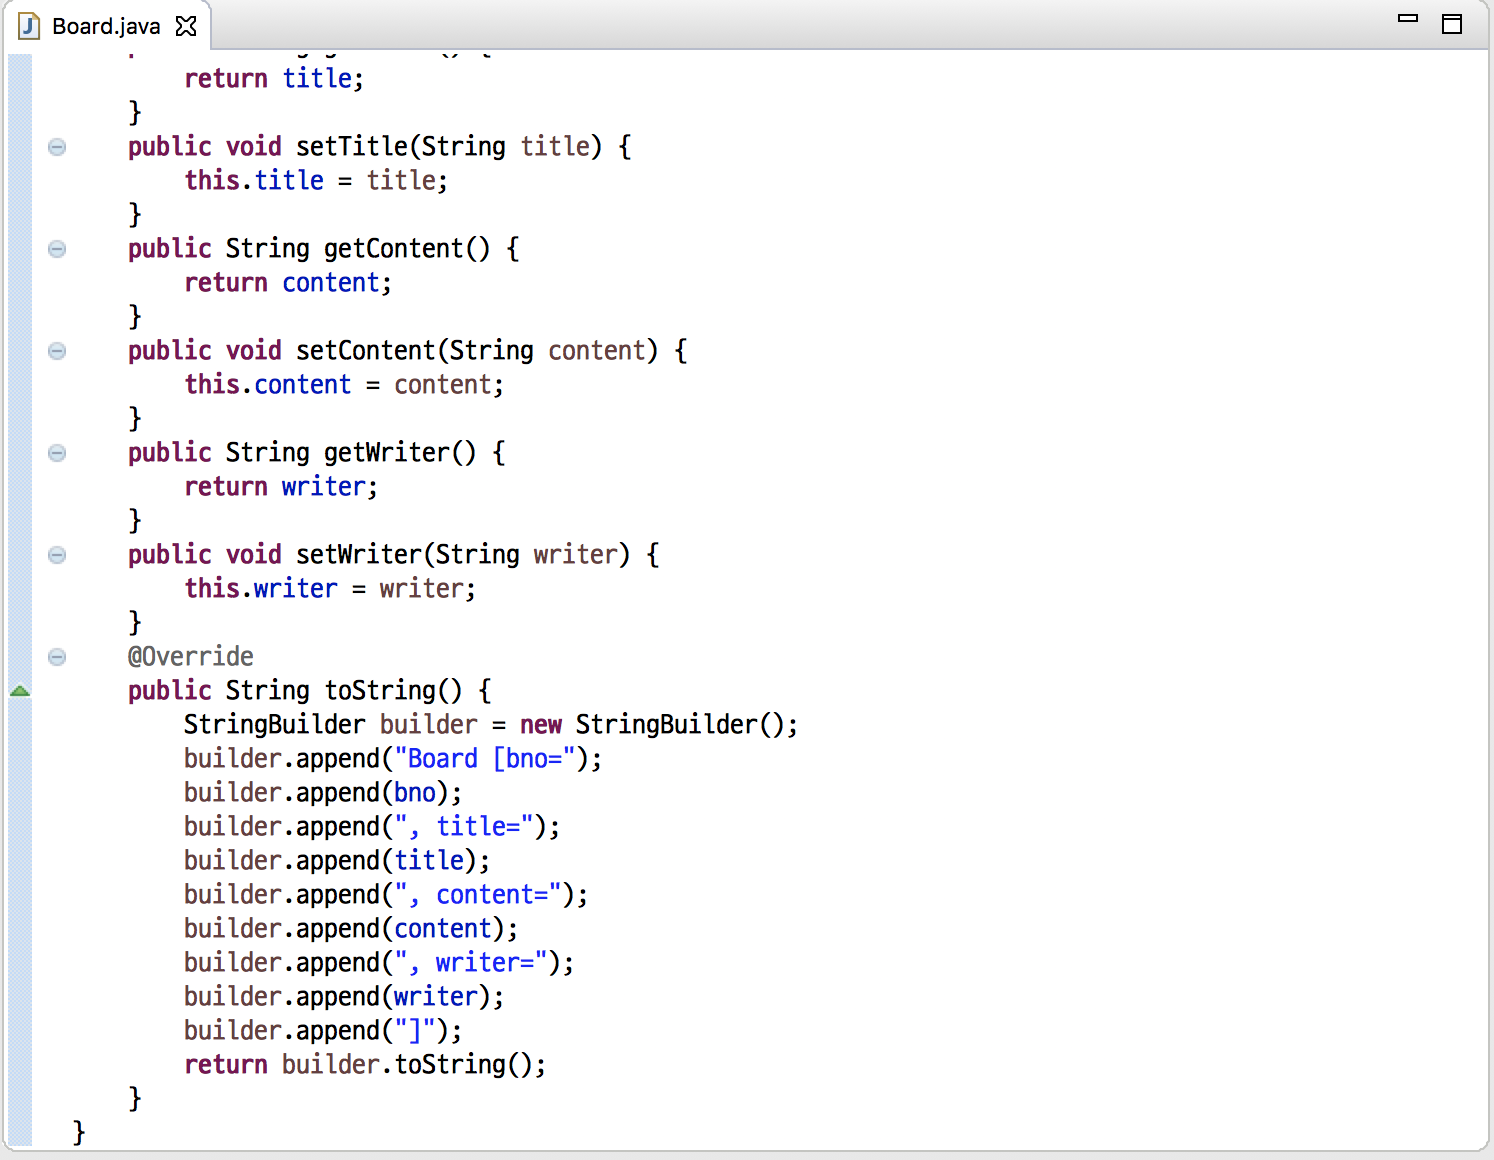 Board.java
return title;
}
public void setTitle(String title) {
this.title = title;
}
public String getContent() {
return content;
}
public void setContent(String content) {
this.content = content;
}
public String getWriter() {
return writer;
}
public void setWriter(String writer) {
this.writer = writer;
}
@Override
public String toString() {
StringBuilder builder = new StringBuilder();
builder.append("Board [bno=");
builder.append(bno);
builder.append(", title=");
builder.append(title);
builder.append(", content=");
builder.append(content);
builder.append(", writer=");
builder.append(writer);
builder.append("]");
return builder.toString();
}
}